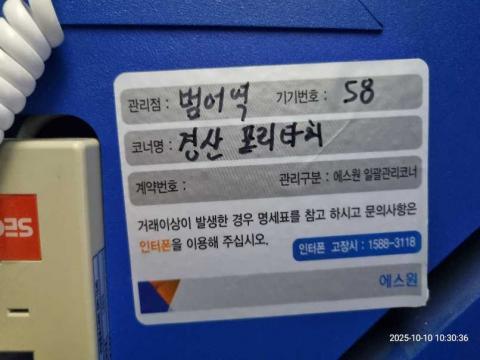 관리점 : 범어역 기기번호 : 58
코너명 : 경산 프리타치
계약번호 : 관리구분 : 에스원 일괄관리코너
거래이상이 발생한 경우 명세표를 참고 하시고 문의사항은
인터폰을 이용해 주십시오.
인터폰 고장시 : 1588-3118
에스원
2025-10-10 10:30:36